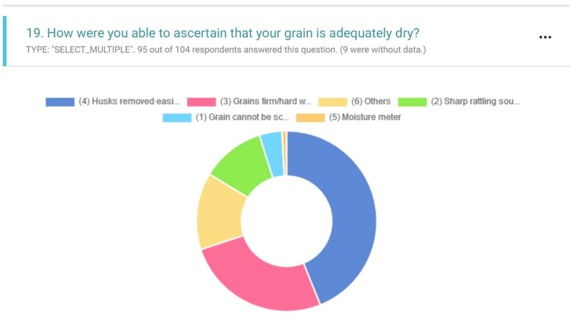 19. How were you able to ascertain that your grain is adequately dry?
TYPE: "SELECT_MULTIPLE". 95 out of 104 respondents answered this question. (9 were without data.)
(4) Husks removed easi... (3) Grains firm/hard w... (6) Others (2) Sharp rattling sou...
(1) Grain cannot be sc... (5) Moisture meter